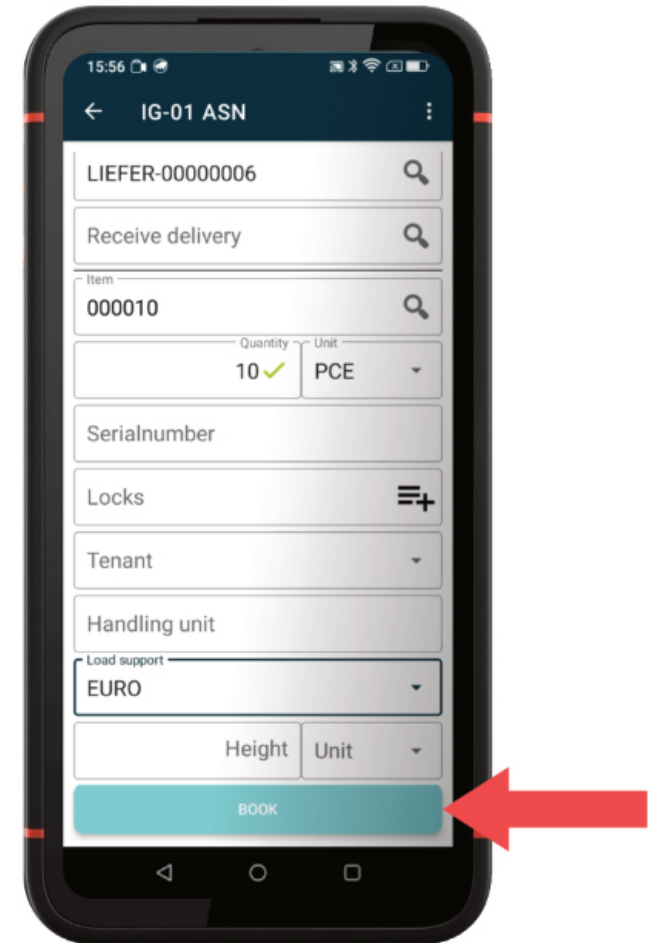 15:56
IG-01 ASN
LIEFER-00000006
Receive delivery
Item
000010
Quantity
Unit
10
PCE
Serialnumber
Locks
Tenant
Handling unit
Load support
EURO
Height
Unit
BOOK